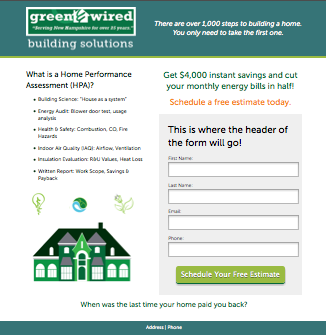 green wired
"Serving New Hampshire for over 25 years."
building solutions
There are over 1,000 steps to building a home.
You only need to take the first one.
What is a Home Performance
Assessment (HPA)?
• Building Science: "House as a system"
• Energy Audit: Blower door test, usage
analysis
• Health & Safety: Combustion, CO, Fire
Hazards
• Indoor Air Quality (IAQ): Airflow, Ventilation
• Insulation Evaluation: R&U Values, Heat Loss
• Written Report: Work Scope, Savings &
Payback
Get $4,000 instant savings and cut
your monthly energy bills in half!
Schedule a free estimate today.
This is where the header of
the form will go!
First Name:
Last Name:
Email:
Phone:
Schedule Your Free Estimate
When was the last time your home paid you back?
Address | Phone